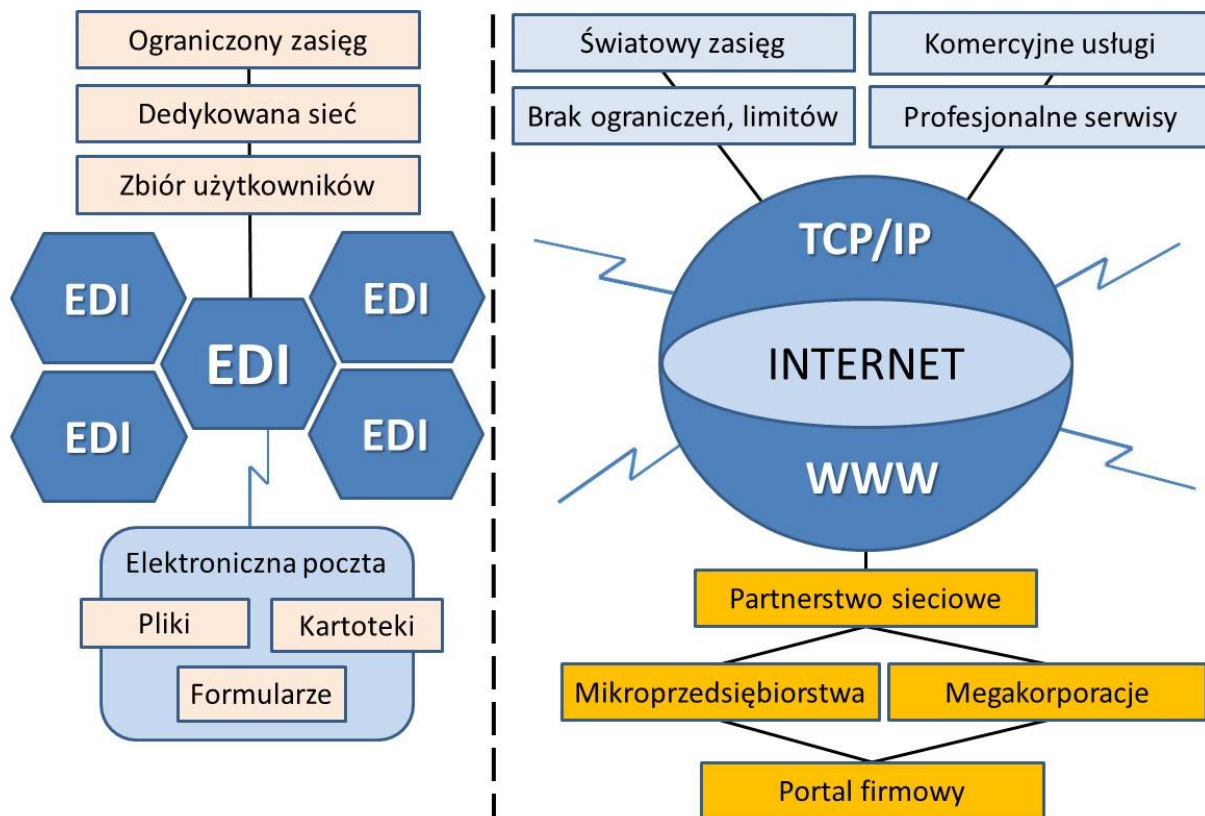 Ograniczony zasięg
Dedykowana sieć
Zbiór użytkowników
EDI
EDI
EDI
EDI
EDI
Elektroniczna poczta
Pliki
Kartoteki
Formularze
Światowy zasięg
Komercyjne usługi
Brak ograniczeń, limitów
Profesjonalne serwisy
TCP/IP
INTERNET
WWW
Partnerstwo sieciowe
Mikroprzedsiębiorstwa
Megakorporacje
Portal firmowy